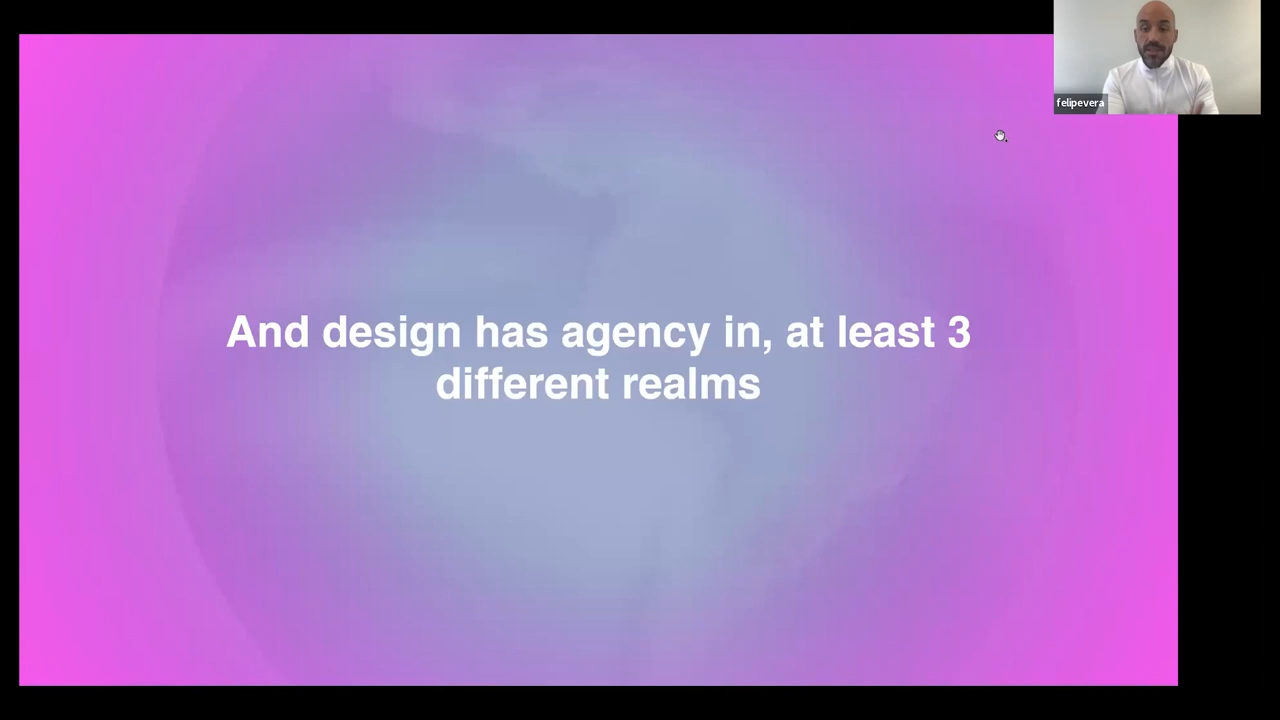 felipevera
And design has agency in, at least 3
different realms